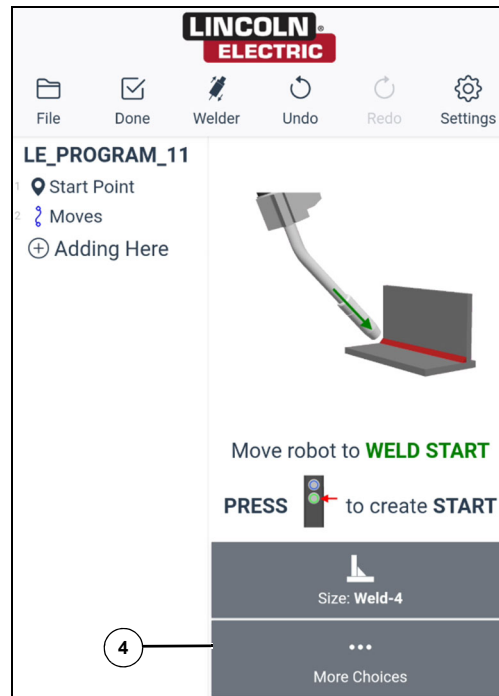 LINCOLN ®
ELECTRIC
File Done Welder Undo Redo Settings
LE_PROGRAM_11
1 Start Point
2 Moves
Adding Here
Move robot to WELD START
PRESS to create START
Size: Weld-4
4
More Choices